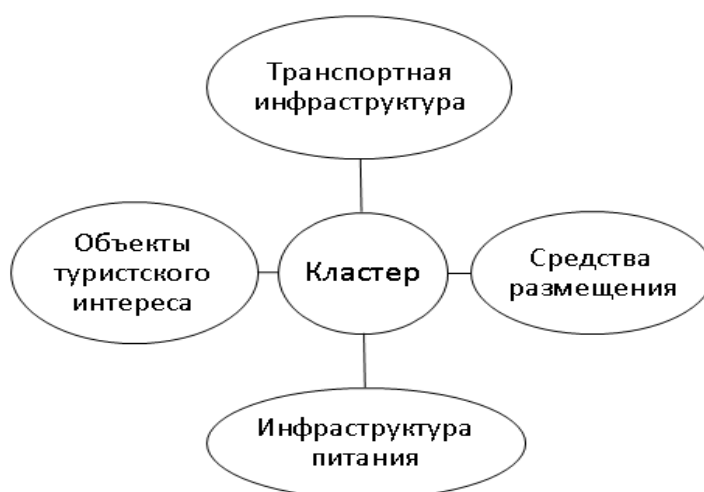 Транспортная
инфраструктура
Объекты
туристского
интереса
Кластер
Средства
размещения
Инфраструктура
питания